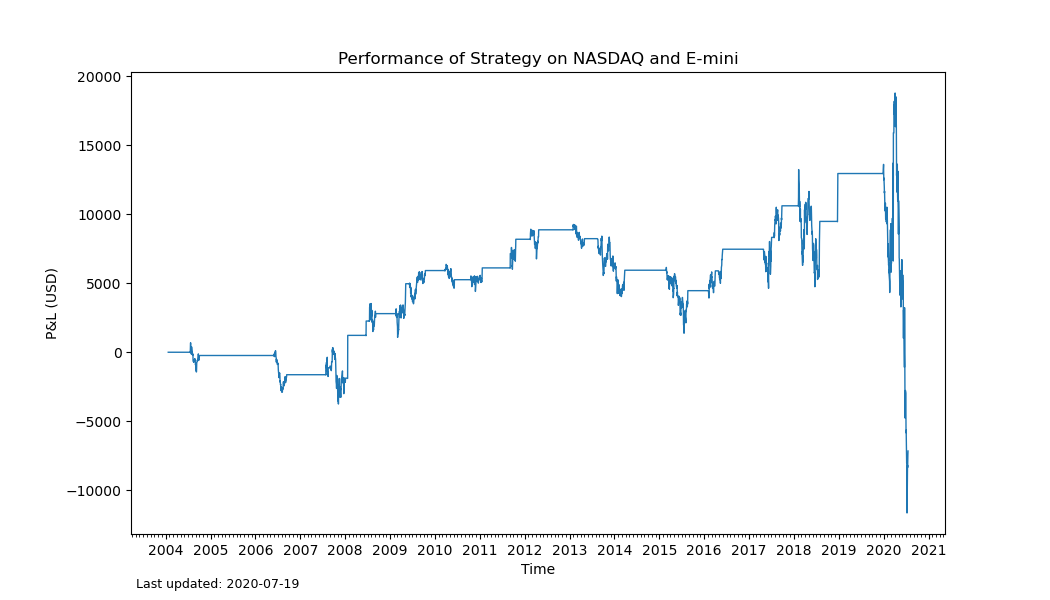 Performance of Strategy on NASDAQ and E-mini
20000
15000
10000
5000
0
−5000
−10000
P&L (USD)
2004 2005 2006 2007 2008 2009 2010 2011 2012 2013 2014 2015 2016 2017 2018 2019 2020 2021
Time
Last updated: 2020-07-19